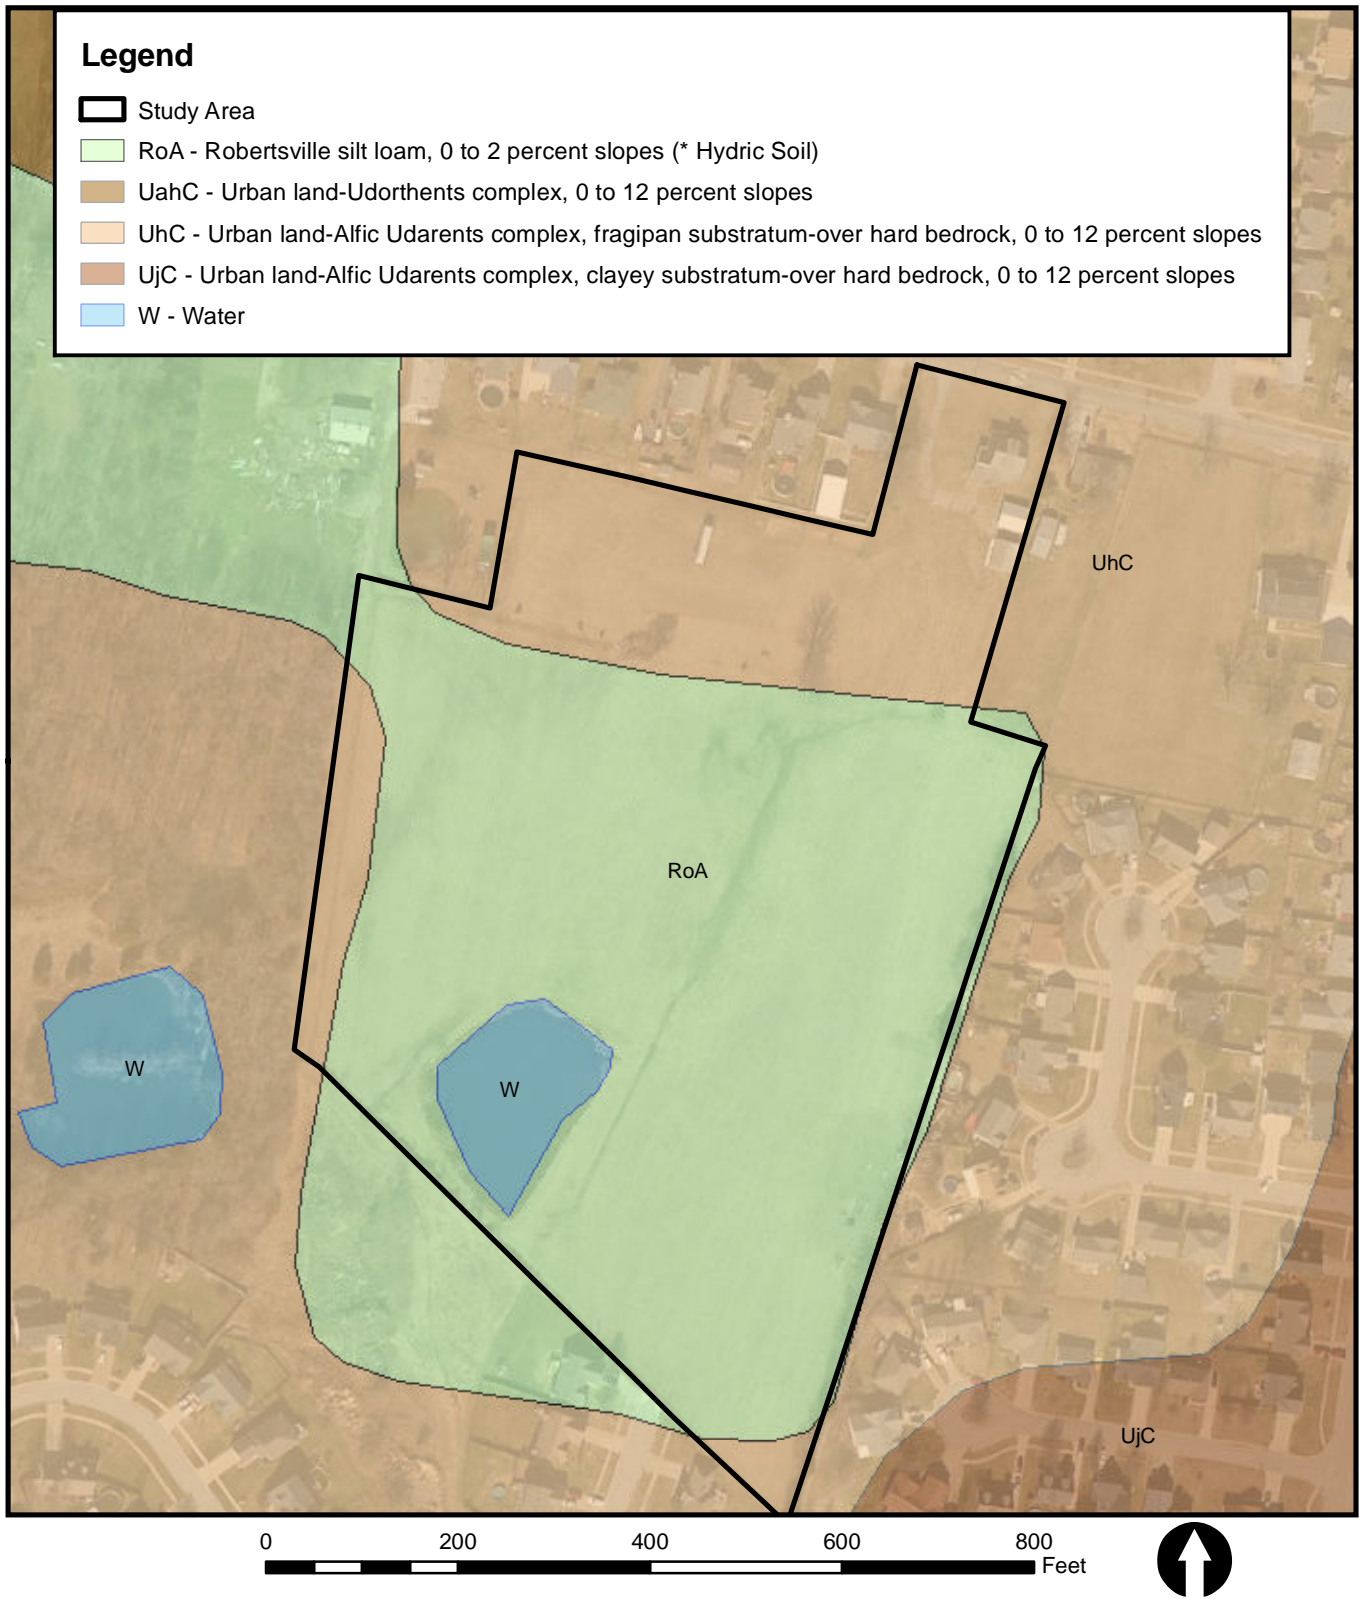 Legend
Study Area
RoA - Robertsville silt loam, 0 to 2 percent slopes (* Hydric Soil)
UahC - Urban land-Udorthents complex, 0 to 12 percent slopes
UhC - Urban land-Alfic Udarents complex, fragipan substratum-over hard bedrock, 0 to 12 percent slopes
UjC - Urban land-Alfic Udarents complex, clayey substratum-over hard bedrock, 0 to 12 percent slopes
W - Water
UhC
RoA
W
W
UjC
0 200 400 600 800
Feet